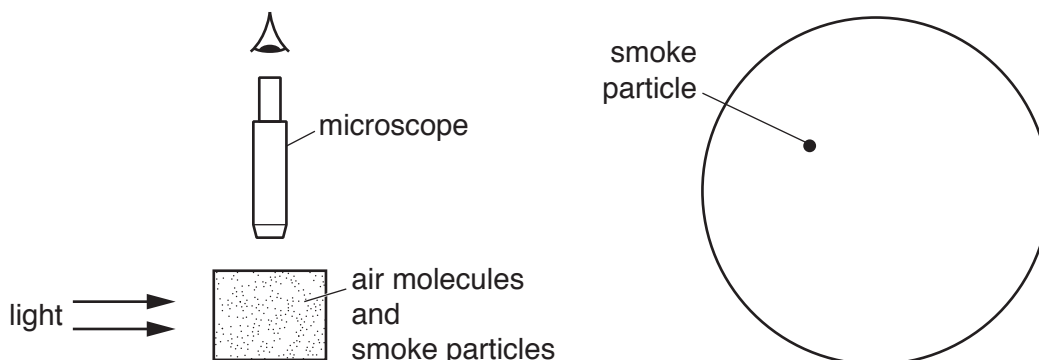 microscope
light
air molecules
and
smoke particles
smoke
particle